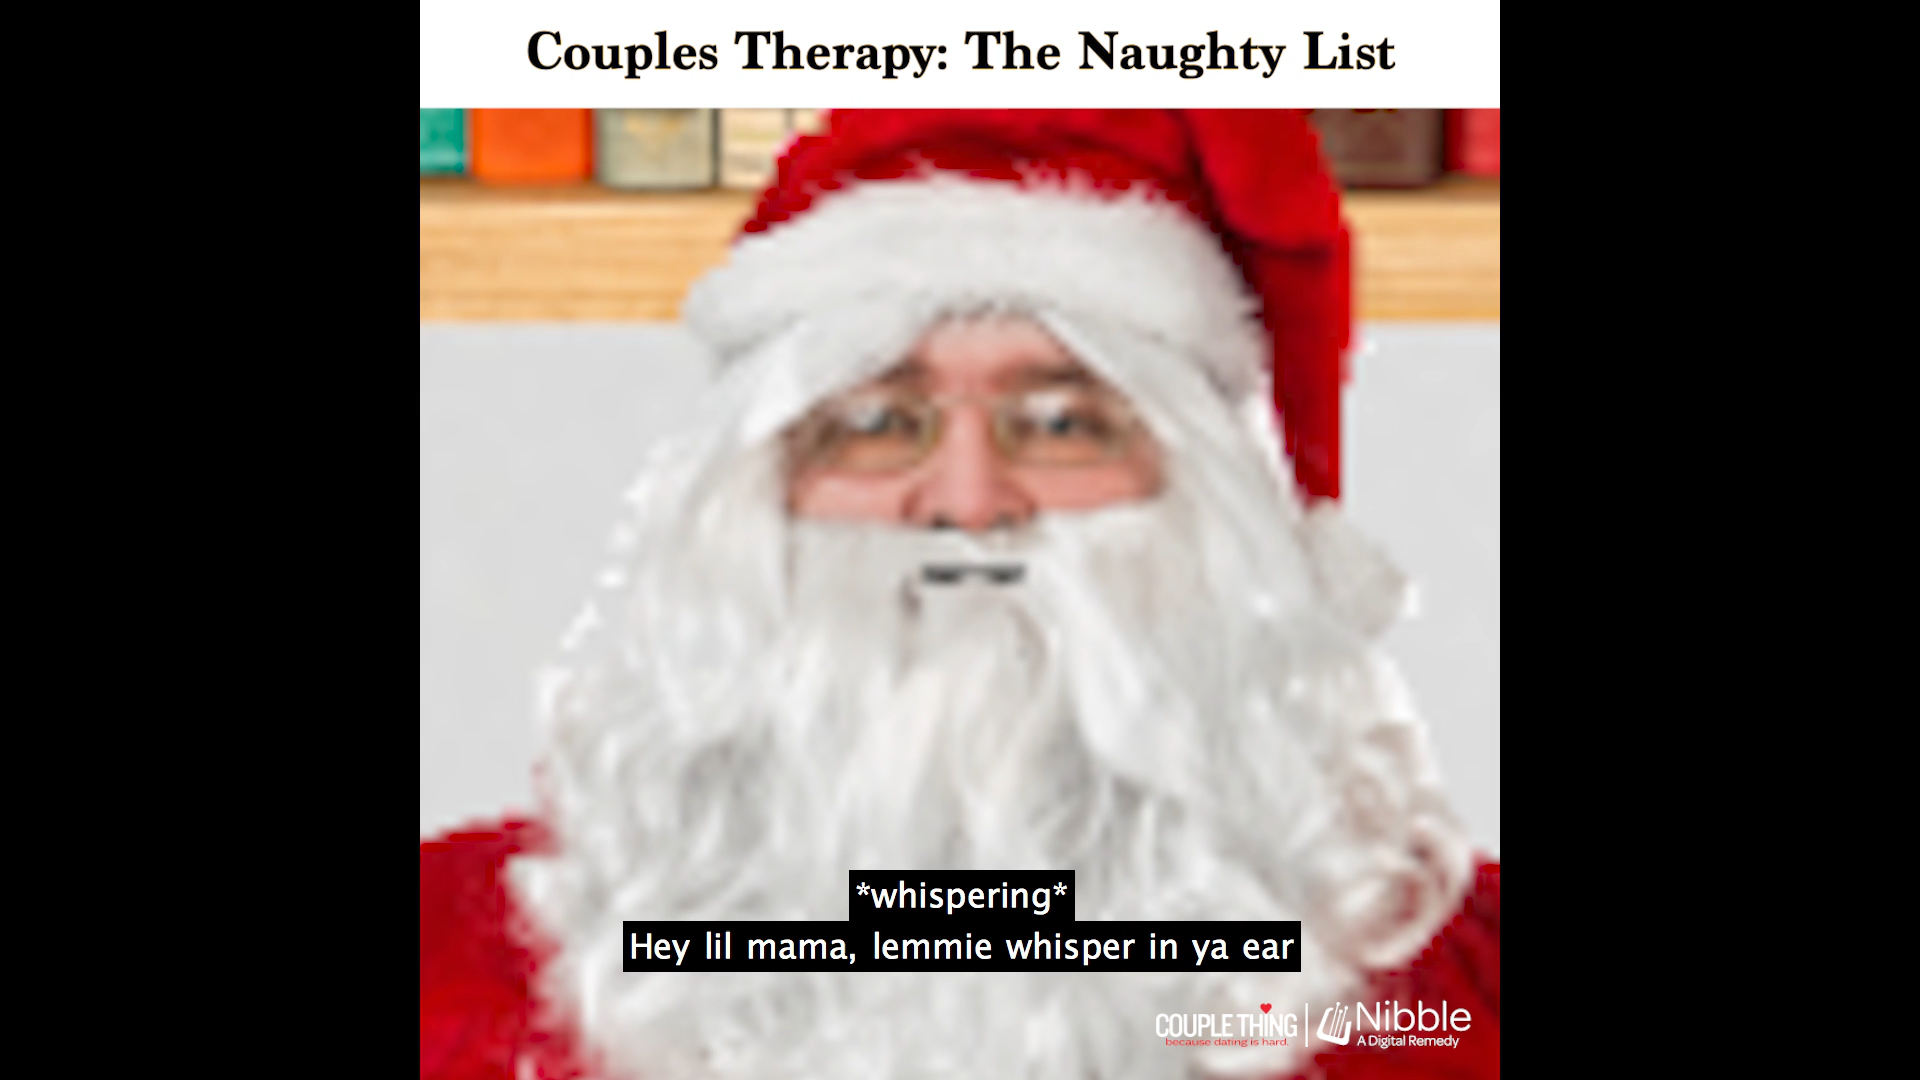 Couples Therapy: The Naughty List
*whispering*
Hey lil mama, lemmie whisper in ya ear
COUPLE THING
because dating is hard.
Nibble
A Digital Remedy